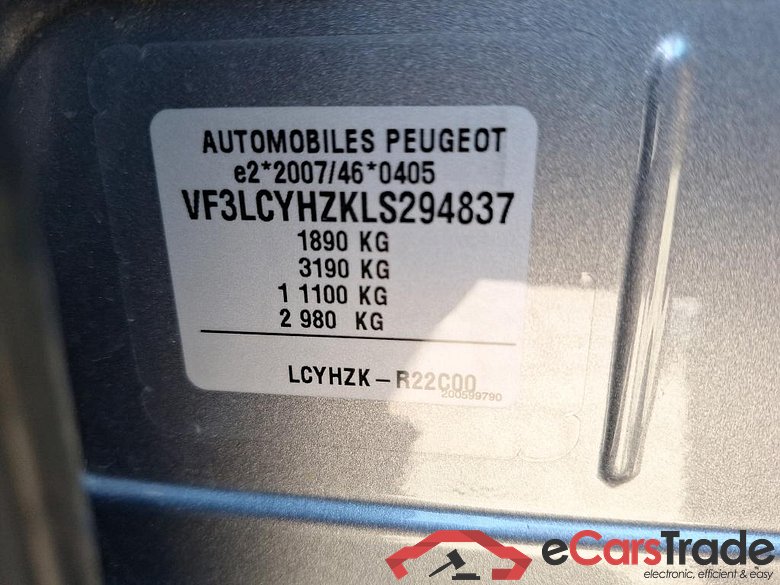 AUTOMOBILES PEUGEOT
e2*2007/46*0405
VF3LCYHZKLS294837
1890 KG
3190 KG
1 1100 KG
2 980 KG
LCYHZK - R22C00
200599790
eCarsTrade
electronic, efficient & easy